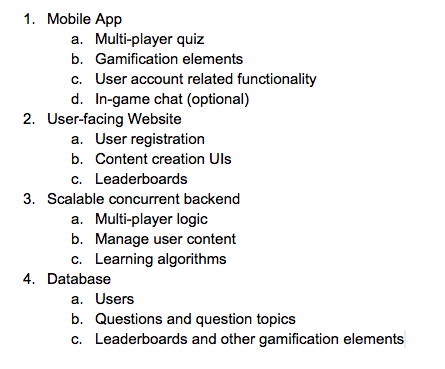 1. Mobile App
a. Multi-player quiz
b. Gamification elements
c. User account related functionality
d. In-game chat (optional)
2. User-facing Website
a. User registration
b. Content creation UIs
c. Leaderboards
3. Scalable concurrent backend
a. Multi-player logic
b. Manage user content
c. Learning algorithms
4. Database
a. Users
b. Questions and question topics
c. Leaderboards and other gamification elements